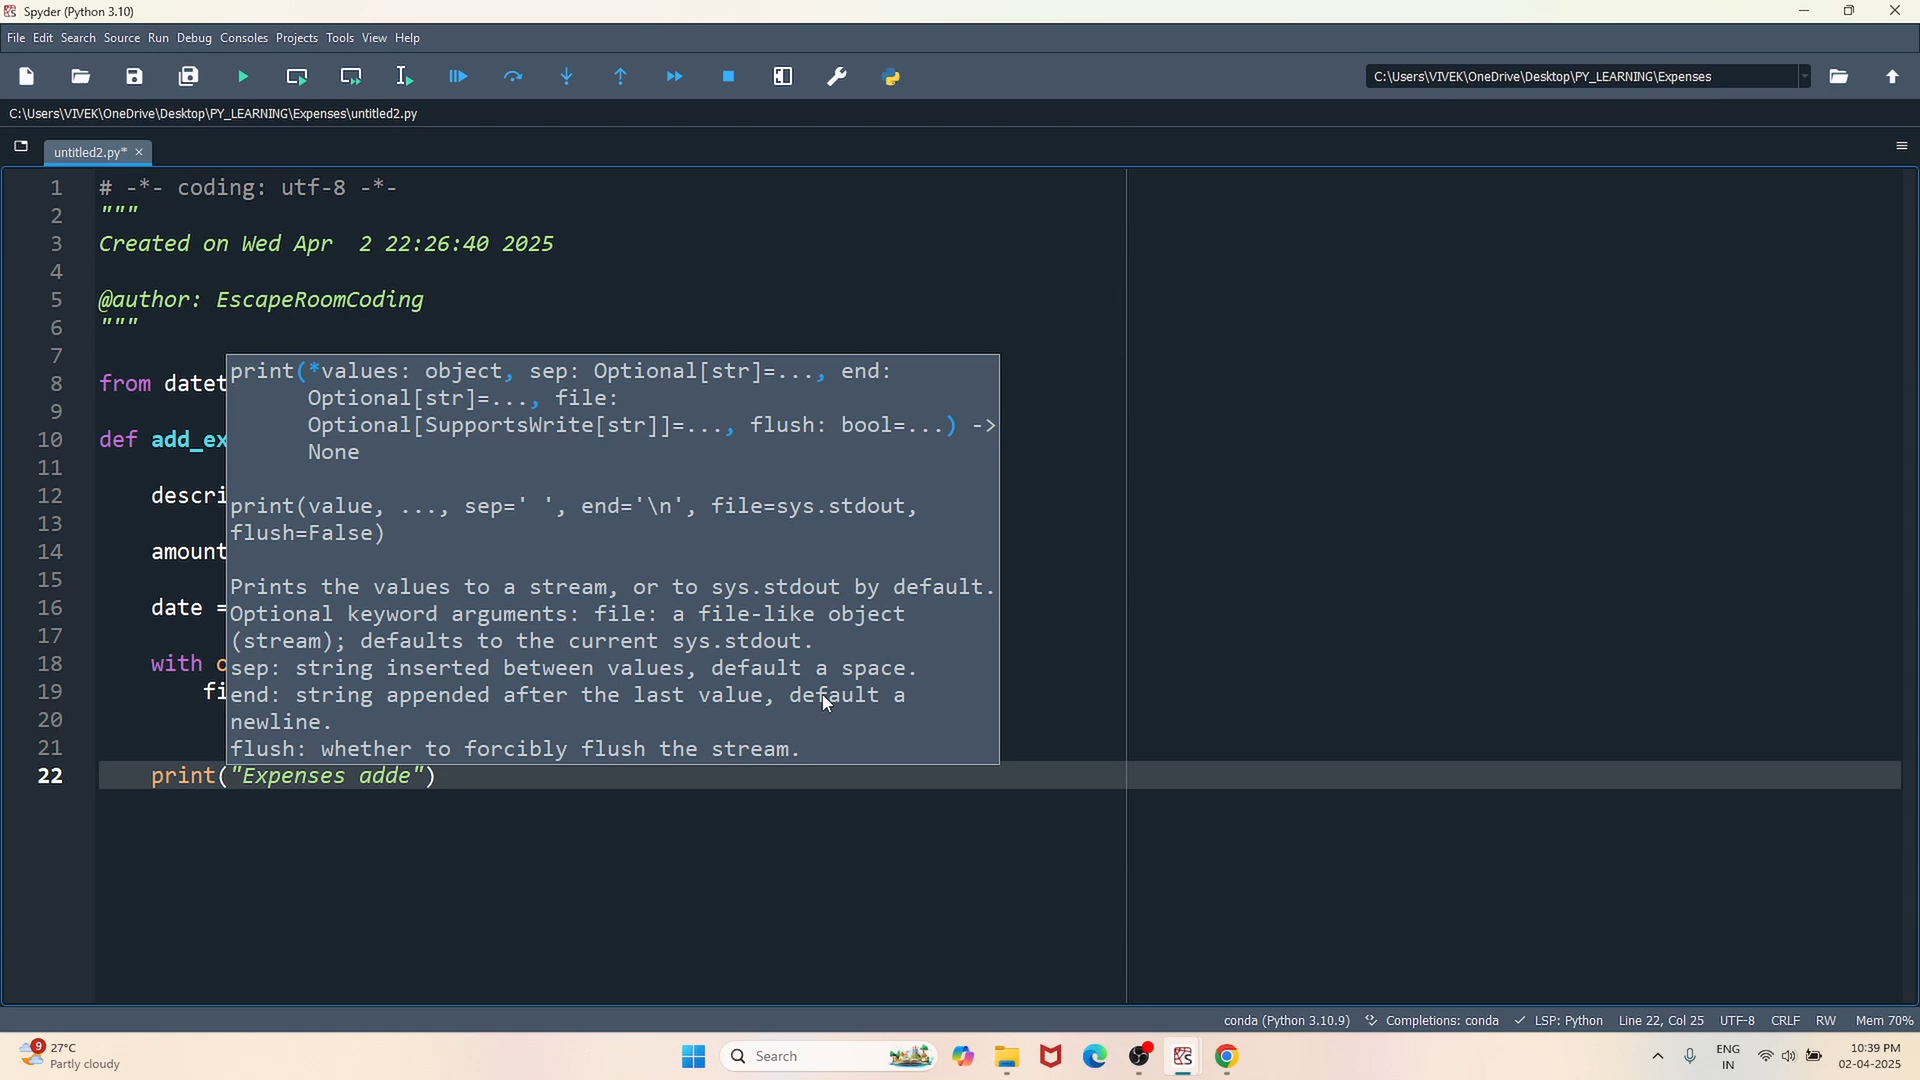 Spyder (Python 3.10)
File Edit Search Source Run Debug Consoles Projects Tools View Help
C:\Users\VIVEK\OneDrive\Desktop\PY_LEARNING\Expenses
C:\Users\VIVEK\OneDrive\Desktop\PY_LEARNING\Expenses\untitled2.py
untitled2.py*
1 # -*- coding: utf-8 -*-
2 """
3 Created on Wed Apr  2 22:26:40 2025
4
5 @author: EscapeRoomCoding
6 """
7
8 from datet
9
10 def add_ex
11
12 descri
13
14 amount
15
16 date =
17
18 with o
19 fi
20
21
22 print("Expenses adde")
print(*values: object, sep: Optional[str]=..., end:
Optional[str]=..., file:
Optional[SupportsWrite[str]]=..., flush: bool=...) ->
None
print(value, ..., sep=' ', end='\n', file=sys.stdout,
flush=False)
Prints the values to a stream, or to sys.stdout by default.
Optional keyword arguments: file: a file-like object
(stream); defaults to the current sys.stdout.
sep: string inserted between values, default a space.
end: string appended after the last value, default a
newline.
flush: whether to forcibly flush the stream.
conda (Python 3.10.9) Completions: conda LSP: Python Line 22, Col 25 UTF-8 CRLF RW Mem 70%
9
27°C
Partly cloudy
Search
ENG
IN
10:39 PM
02-04-2025